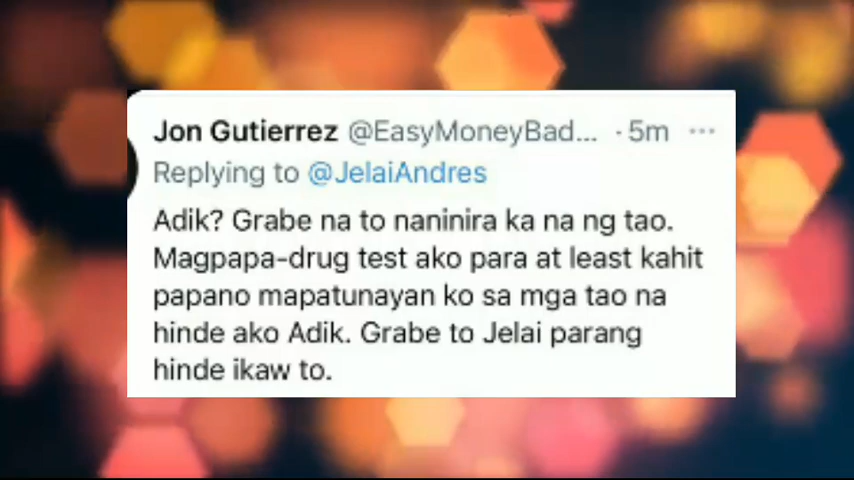 Jon Gutierrez @EasyMoneyBad... · 5m ···
Replying to @JelaiAndres
Adik? Grabe na to naninira ka na ng tao.
Magpapa-drug test ako para at least kahit
papano mapatunayan ko sa mga tao na
hinde ako Adik. Grabe to Jelai parang
hinde ikaw to.